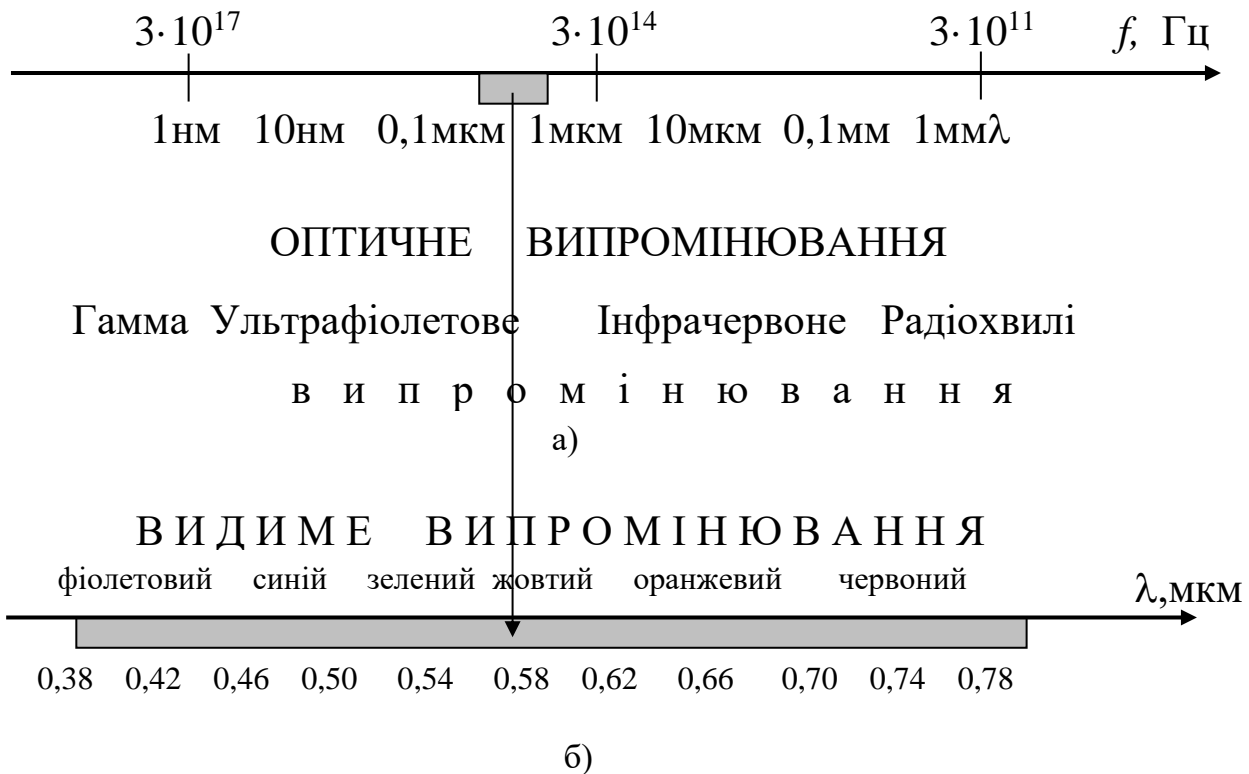 3·10¹⁷ 3·10¹⁴ 3·10¹¹ f, Гц
1нм 10нм 0,1мкм 1мкм 10мкм 0,1мм 1ммλ
ОПТИЧНЕ ВИПРОМІНЮВАННЯ
Гамма Ультрафіолетове Інфрачервоне Радіохвилі
в и п р о м і н ю в а н н я
а)
В И Д И М Е В И П Р О М І Н Ю В А Н Н Я
фіолетовий синій зелений жовтий оранжевий червоний
λ,мкм
0,38 0,42 0,46 0,50 0,54 0,58 0,62 0,66 0,70 0,74 0,78
б)